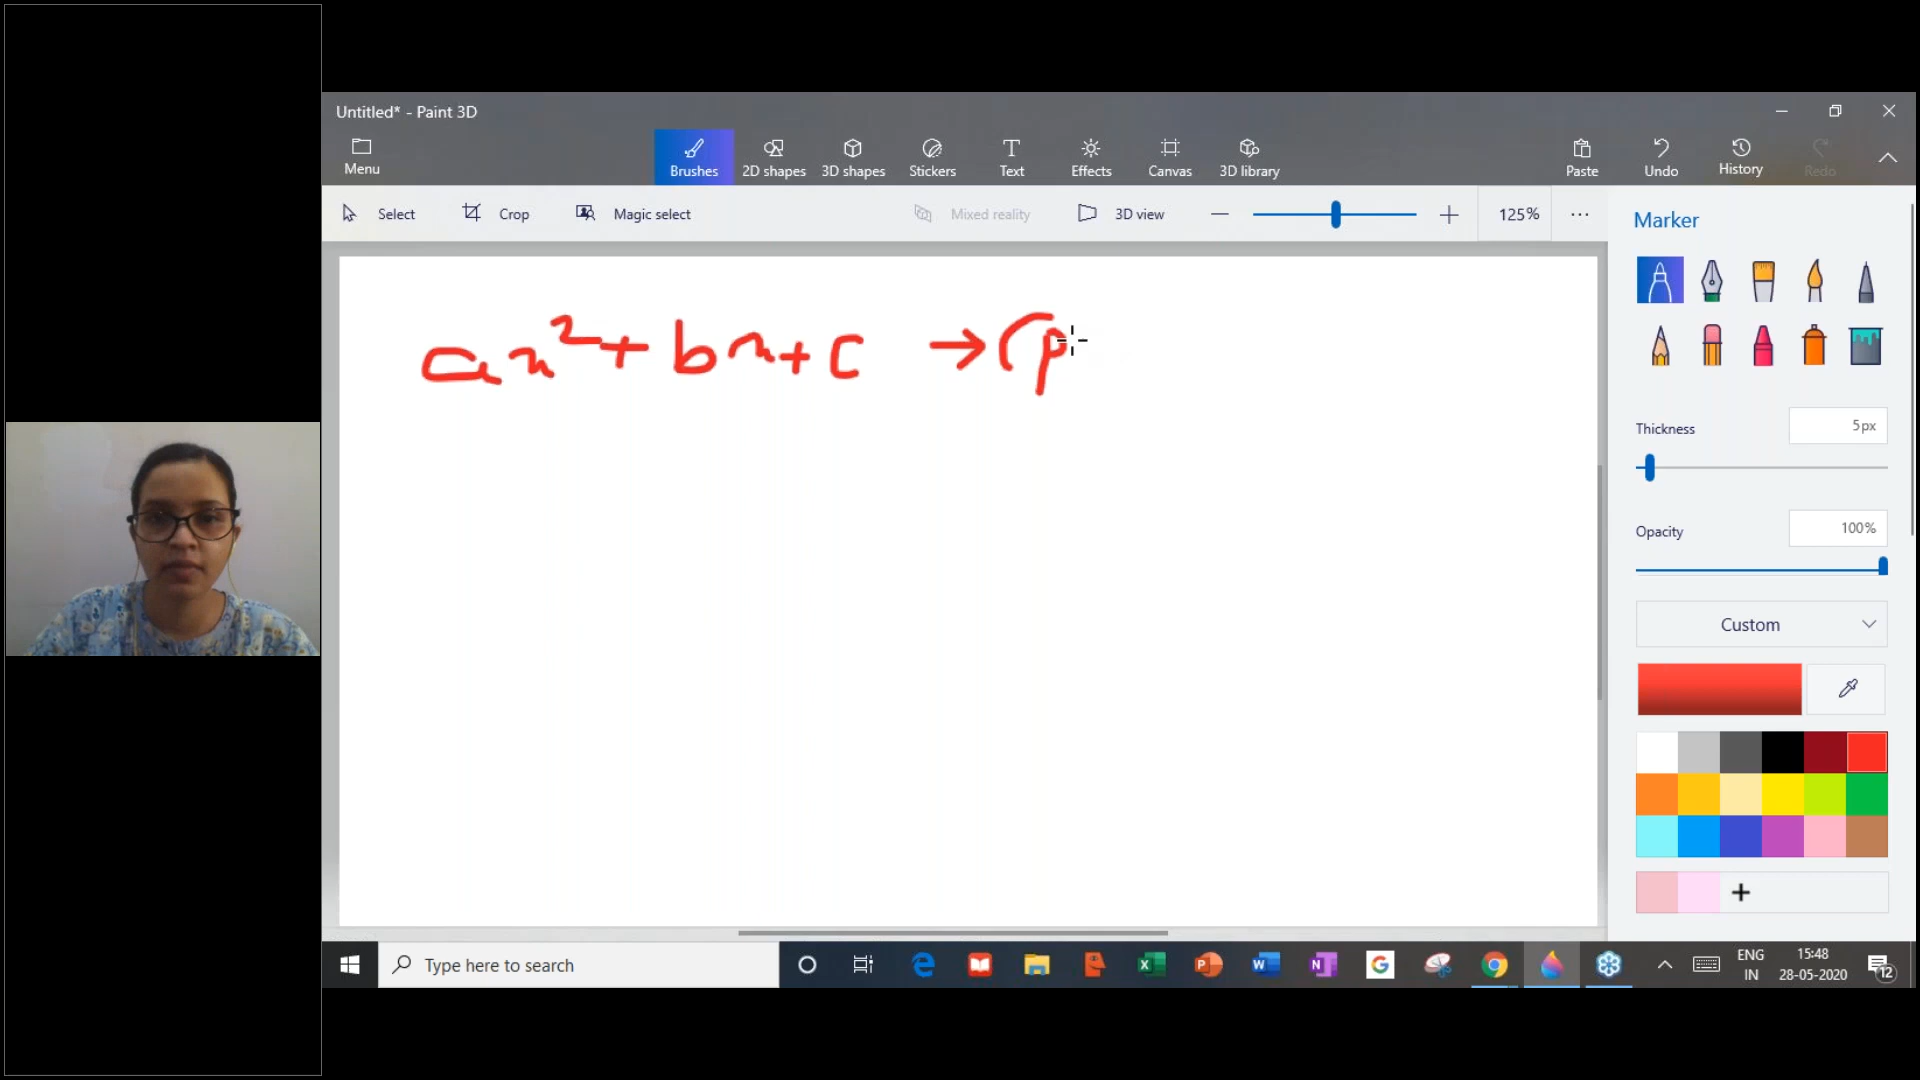 Untitled* - Paint 3D
Menu
Brushes 2D shapes 3D shapes Stickers Text Effects Canvas 3D library Paste Undo History Redo
Select Crop Magic select Mixed reality 3D view 125% ...
Marker
ax² + bx + c → (p
Thickness 5px
Opacity 100%
Custom
Type here to search
ENG
IN
15:48
28-05-2020
12